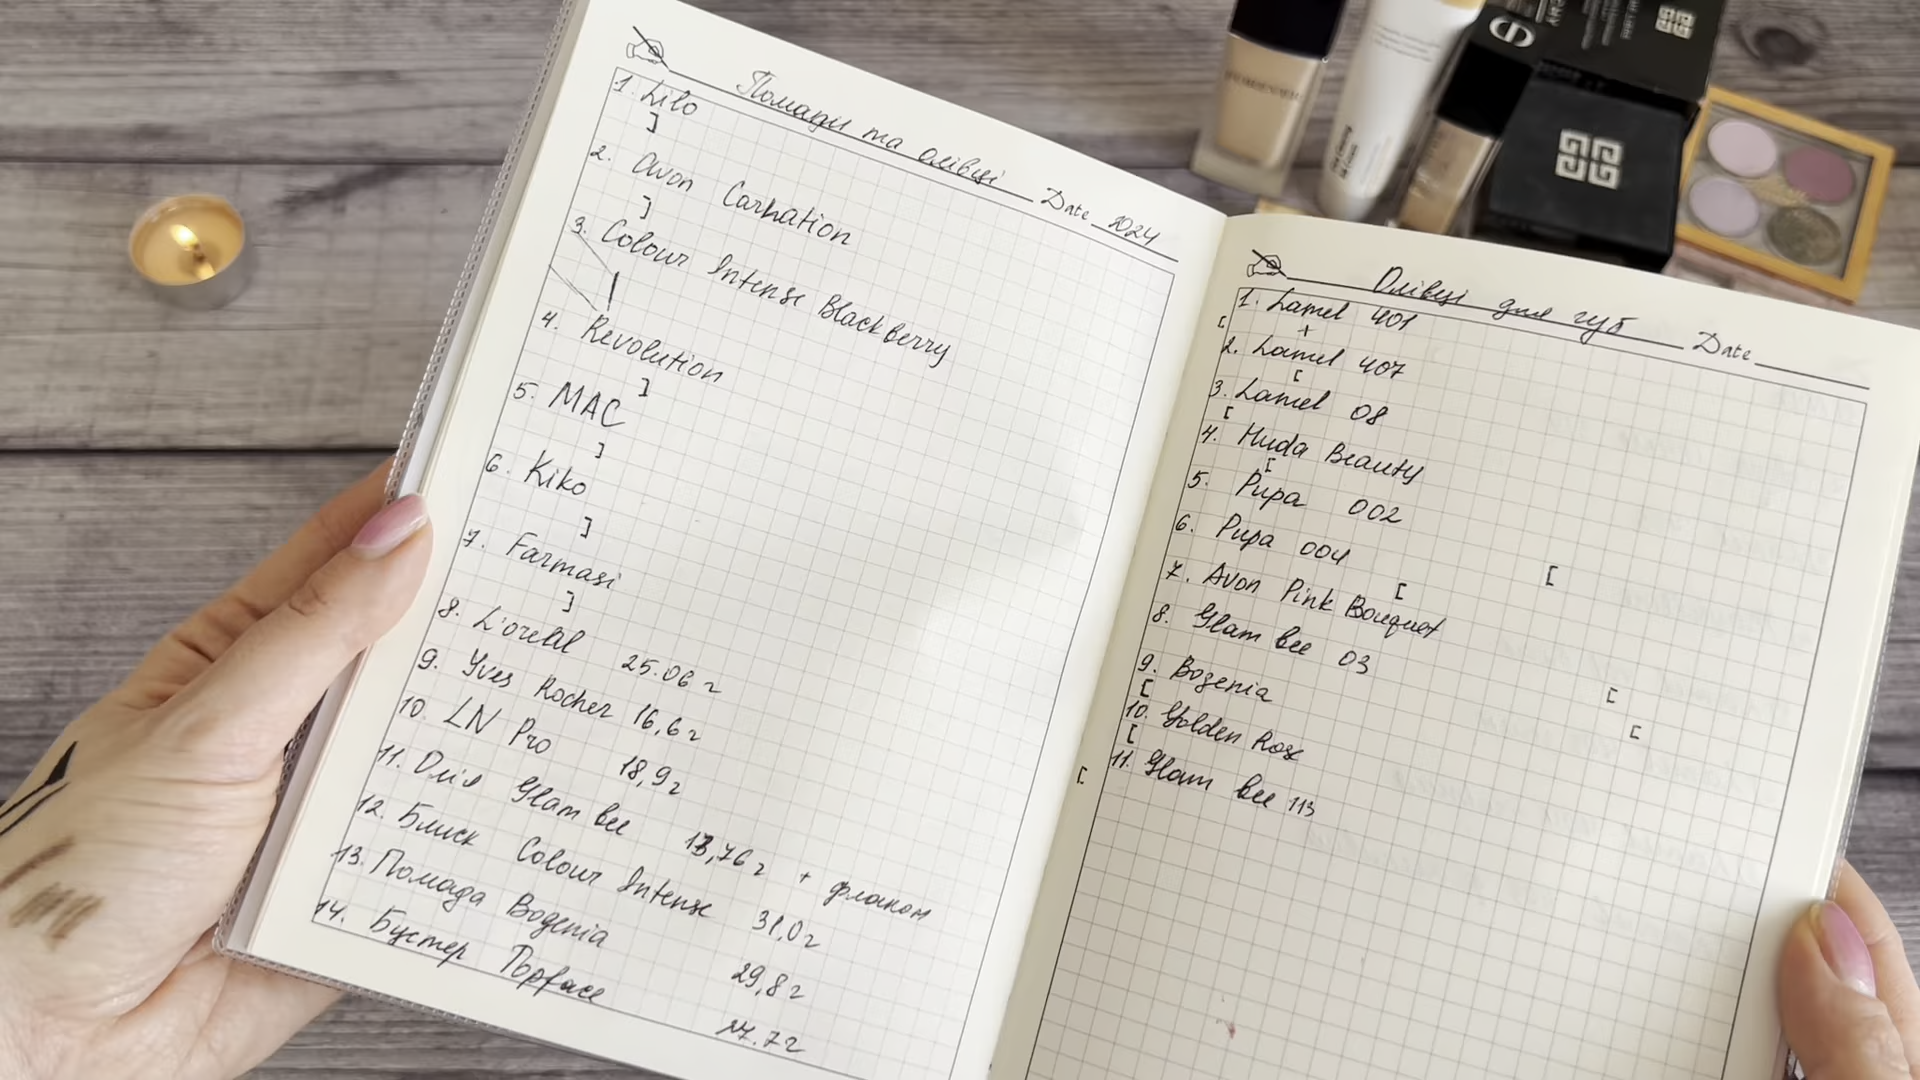 Помади та олівці Date 2024
1. Lilo
]
2. Avon Carnation
]
3. Colour Intense Blackberry
4. Revolution
]
5. MAC
]
6. Kiko
]
7. Farmasi
]
8. L'oreal 25.06 г
9. Yves Rocher 16,6 г
10. LN Pro 18,9 г
11. Олія Glam bee 13,76 г + флакон
12. Блиск Colour Intense 31,0 г
13. Помада Bogenia 29,8 г
14. Бустер Topface
Олівці для губ Date
1. Lamel 401
+
[
2. Lamel 407
[
3. Lamel 08
[
4. Huda Beauty
[
5. Pupa 002
6. Pupa 004
[ [
7. Avon Pink Bouquet
8. Glam bee 03
9. Bogenia
[ [
10. Golden Rose
[ [
11. Glam bee 113
[